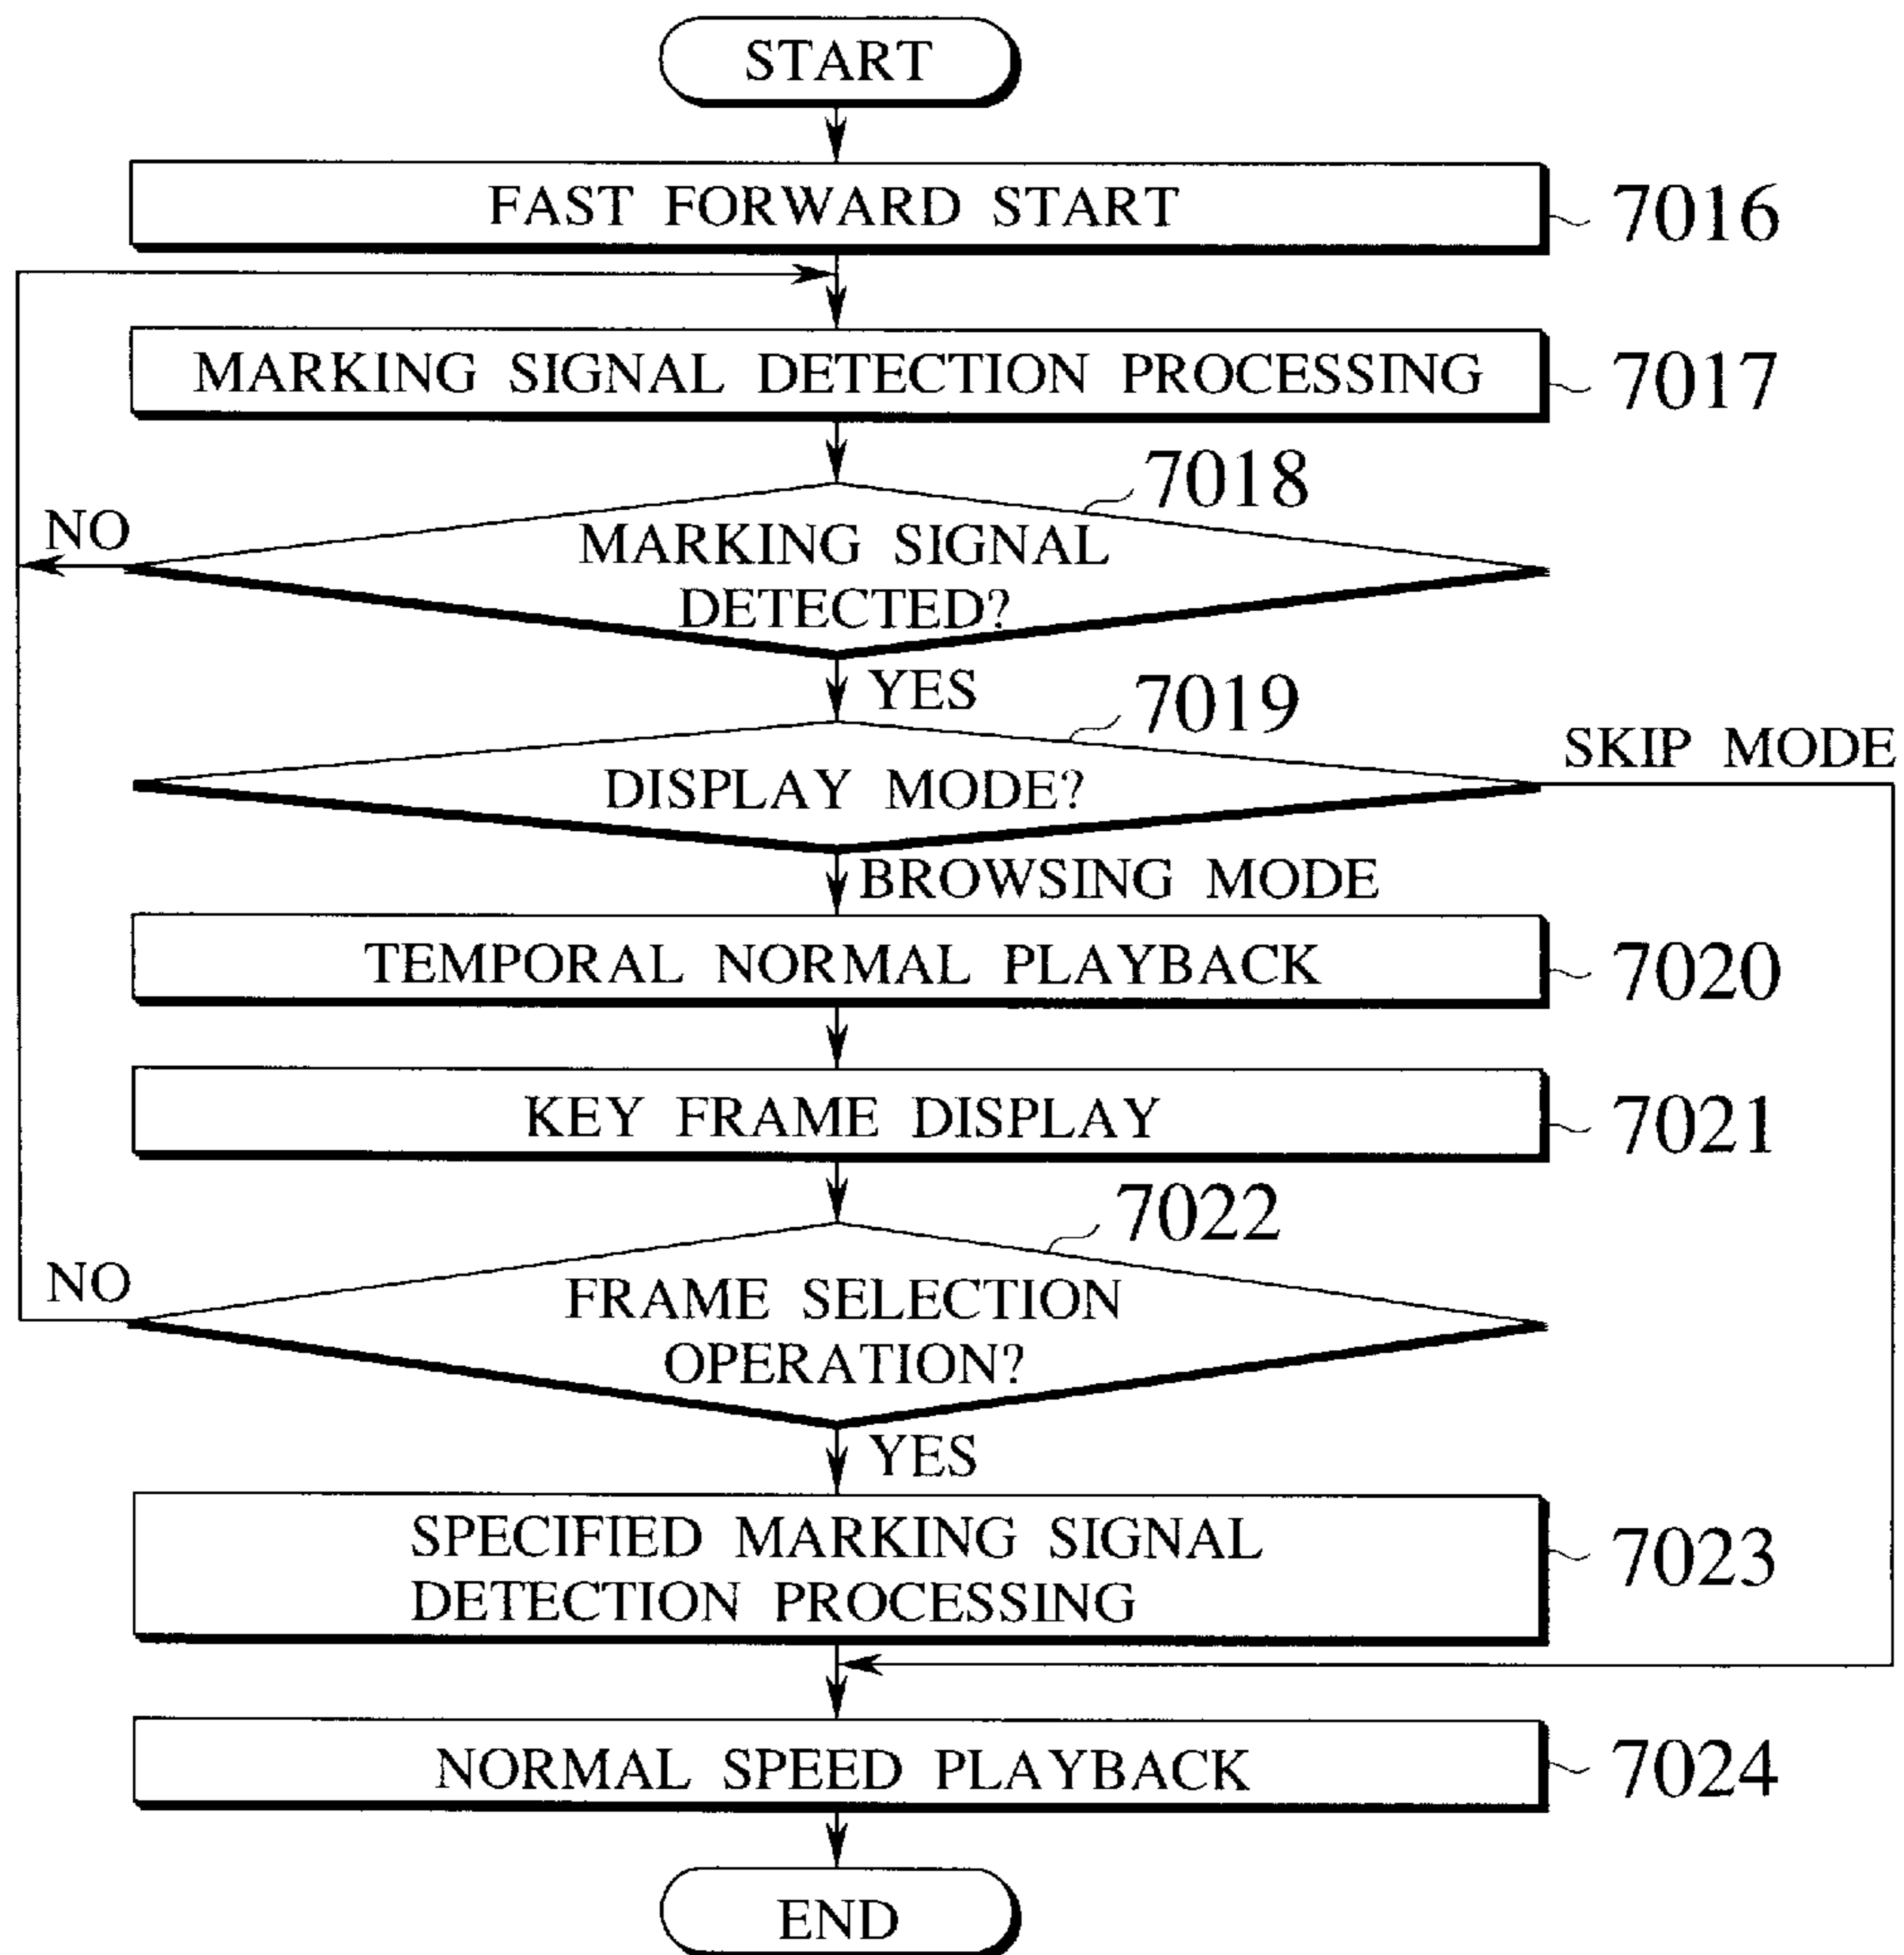 START
FAST FORWARD START
7016
MARKING SIGNAL DETECTION PROCESSING
7017
7018
NO
MARKING SIGNAL
DETECTED?
YES
7019
SKIP MODE
DISPLAY MODE?
BROWSING MODE
TEMPORAL NORMAL PLAYBACK
7020
KEY FRAME DISPLAY
7021
7022
NO
FRAME SELECTION
OPERATION?
YES
SPECIFIED MARKING SIGNAL
DETECTION PROCESSING
7023
NORMAL SPEED PLAYBACK
7024
END